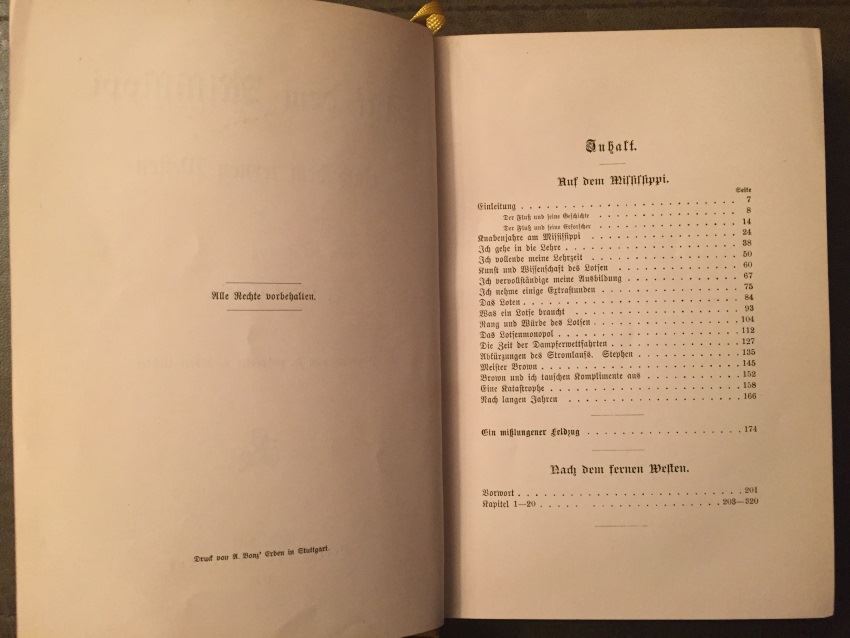 Alle Rechte vorbehalten.
Druck von A. Bonz' Erben in Stuttgart.
Inhalt.
Auf dem Mississippi.
Seite
Einleitung . . . . . . . . . . . . . . . . . . . . . . . 7
Der Fluß und seine Geschichte . . . . . . . . . . . . . . 8
Der Fluß und seine Erforscher . . . . . . . . . . . . . . 14
Knabenjahre am Mississippi . . . . . . . . . . . . . . . 24
Ich gehe in die Lehre . . . . . . . . . . . . . . . . . . 38
Ich vollende meine Lehrzeit . . . . . . . . . . . . . . . 50
Kunst und Wissenschaft des Lotsen . . . . . . . . . . . . 60
Ich vervollständige meine Ausbildung . . . . . . . . . . 67
Ich nehme einige Extrastunden . . . . . . . . . . . . . . 75
Das Loten . . . . . . . . . . . . . . . . . . . . . . . . 84
Was ein Lotse braucht . . . . . . . . . . . . . . . . . . 93
Rang und Würde des Lotsen . . . . . . . . . . . . . . . . 104
Das Lotsenmonopol . . . . . . . . . . . . . . . . . . . . 112
Die Zeit der Dampferwettfahrten . . . . . . . . . . . . . 127
Abkürzungen des Stromlaufs. Stephen . . . . . . . . . . . 135
Meister Brown . . . . . . . . . . . . . . . . . . . . . . 145
Brown und ich tauschen Komplimente aus . . . . . . . . . 152
Eine Katastrophe . . . . . . . . . . . . . . . . . . . . 158
Nach langen Jahren . . . . . . . . . . . . . . . . . . . 166
Ein mißlungener Feldzug . . . . . . . . . . . . . . . . . 174
Nach dem fernen Westen.
Vorwort . . . . . . . . . . . . . . . . . . . . . . . . . 201
Kapitel 1—20 . . . . . . . . . . . . . . . . . . . . 203—320